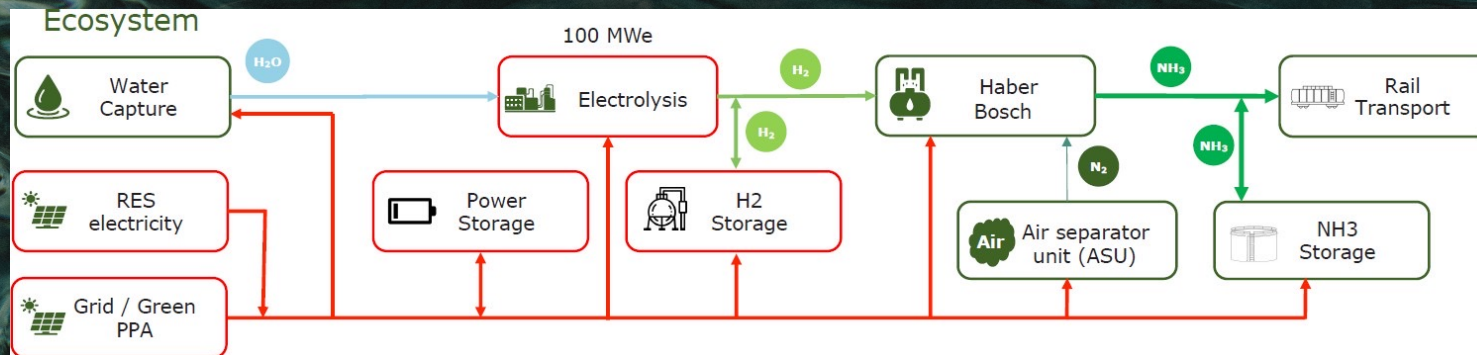 Ecosystem
100 MWe
Water
Capture
H₂O
Electrolysis
H₂
H₂
Haber
Bosch
NH₃
NH₃
Rail
Transport
RES
electricity
Power
Storage
H2
Storage
N₂
Air
Air separator
unit (ASU)
NH3
Storage
Grid / Green
PPA